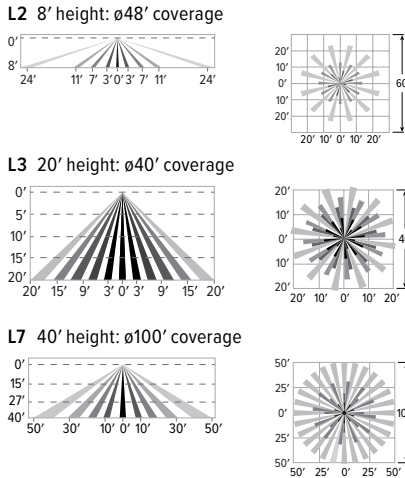 L2 8′ height: ø48′ coverage
0′
8′
24′ 11′ 7′ 3′ 0′ 3′ 7′ 11′ 24′
20′
10′
0′
10′
20′
20′ 10′ 0′ 10′ 20′
L3 20′ height: ø40′ coverage
0′
5′
10′
15′
20′
20′ 15′ 9′ 3′ 0′ 3′ 9′ 15′ 20′
20′
10′
0′
10′
20′
20′ 10′ 0′ 10′ 20′
L7 40′ height: ø100′ coverage
0′
15′
27′
40′
50′ 30′ 10′ 0′ 10′ 30′ 50′
50′
25′
0′
25′
50′
50′ 25′ 0′ 25′ 50′